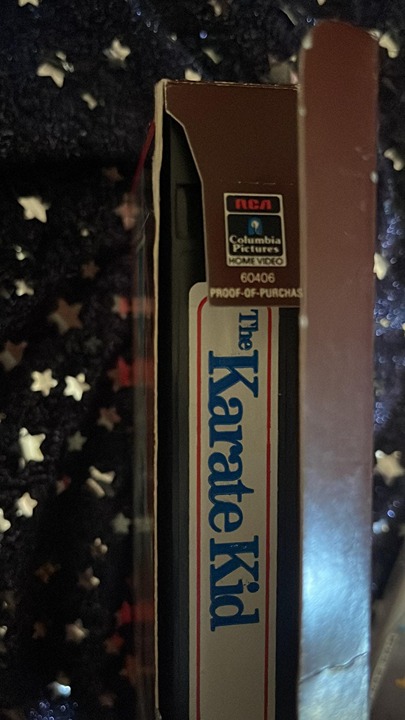 RCA
Columbia
Pictures
HOME VIDEO
60406
PROOF-OF-PURCHAS
The Karate Kid